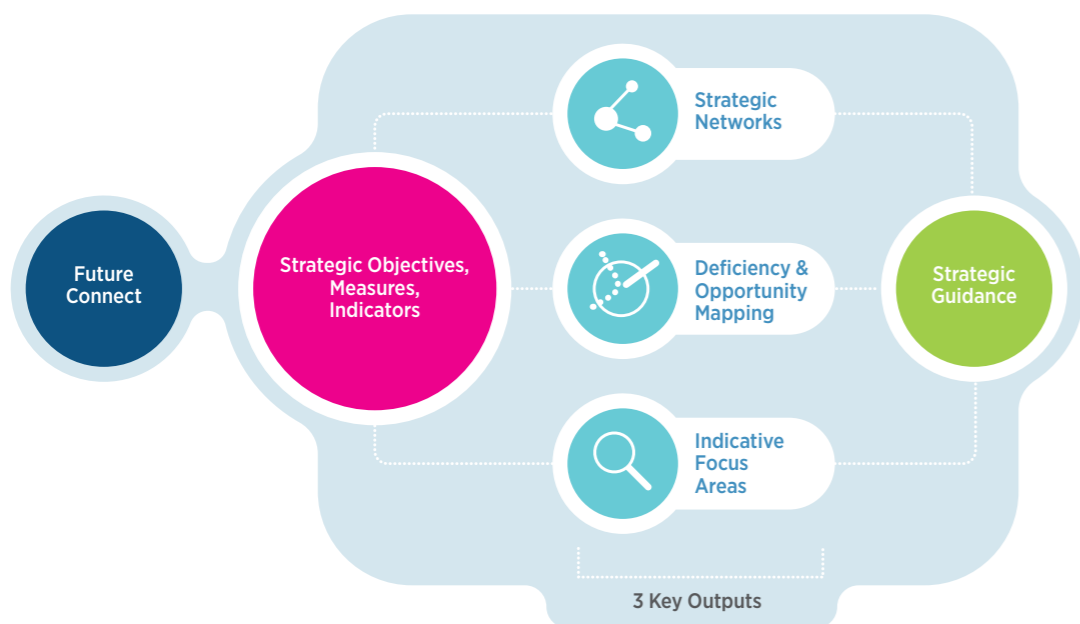 Future
Connect
Strategic Objectives,
Measures,
Indicators
Strategic
Networks
Deficiency &
Opportunity
Mapping
Indicative
Focus
Areas
Strategic
Guidance
3 Key Outputs